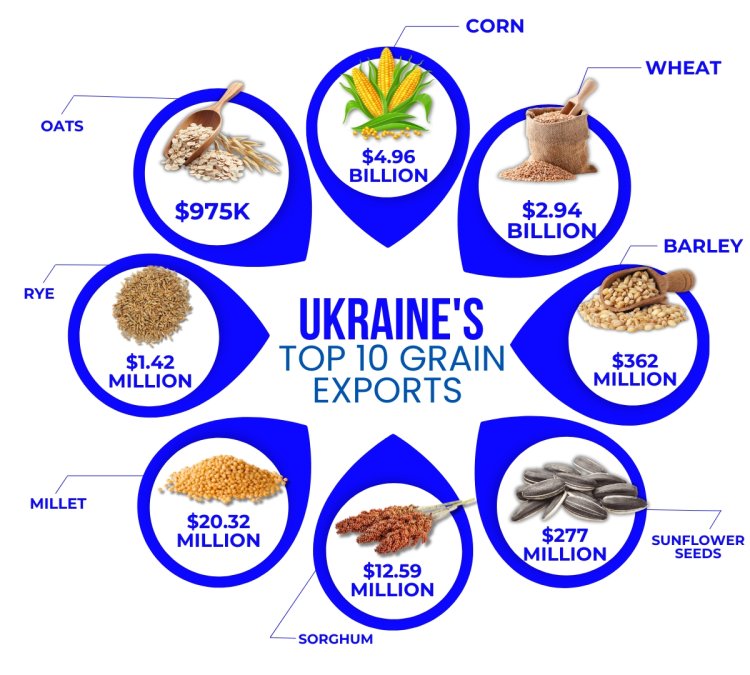 CORN
$4.96
BILLION
WHEAT
$2.94
BILLION
BARLEY
$362
MILLION
SUNFLOWER
SEEDS
$277
MILLION
SORGHUM
$12.59
MILLION
MILLET
$20.32
MILLION
RYE
$1.42
MILLION
OATS
$975K
UKRAINE'S
TOP 10 GRAIN
EXPORTS